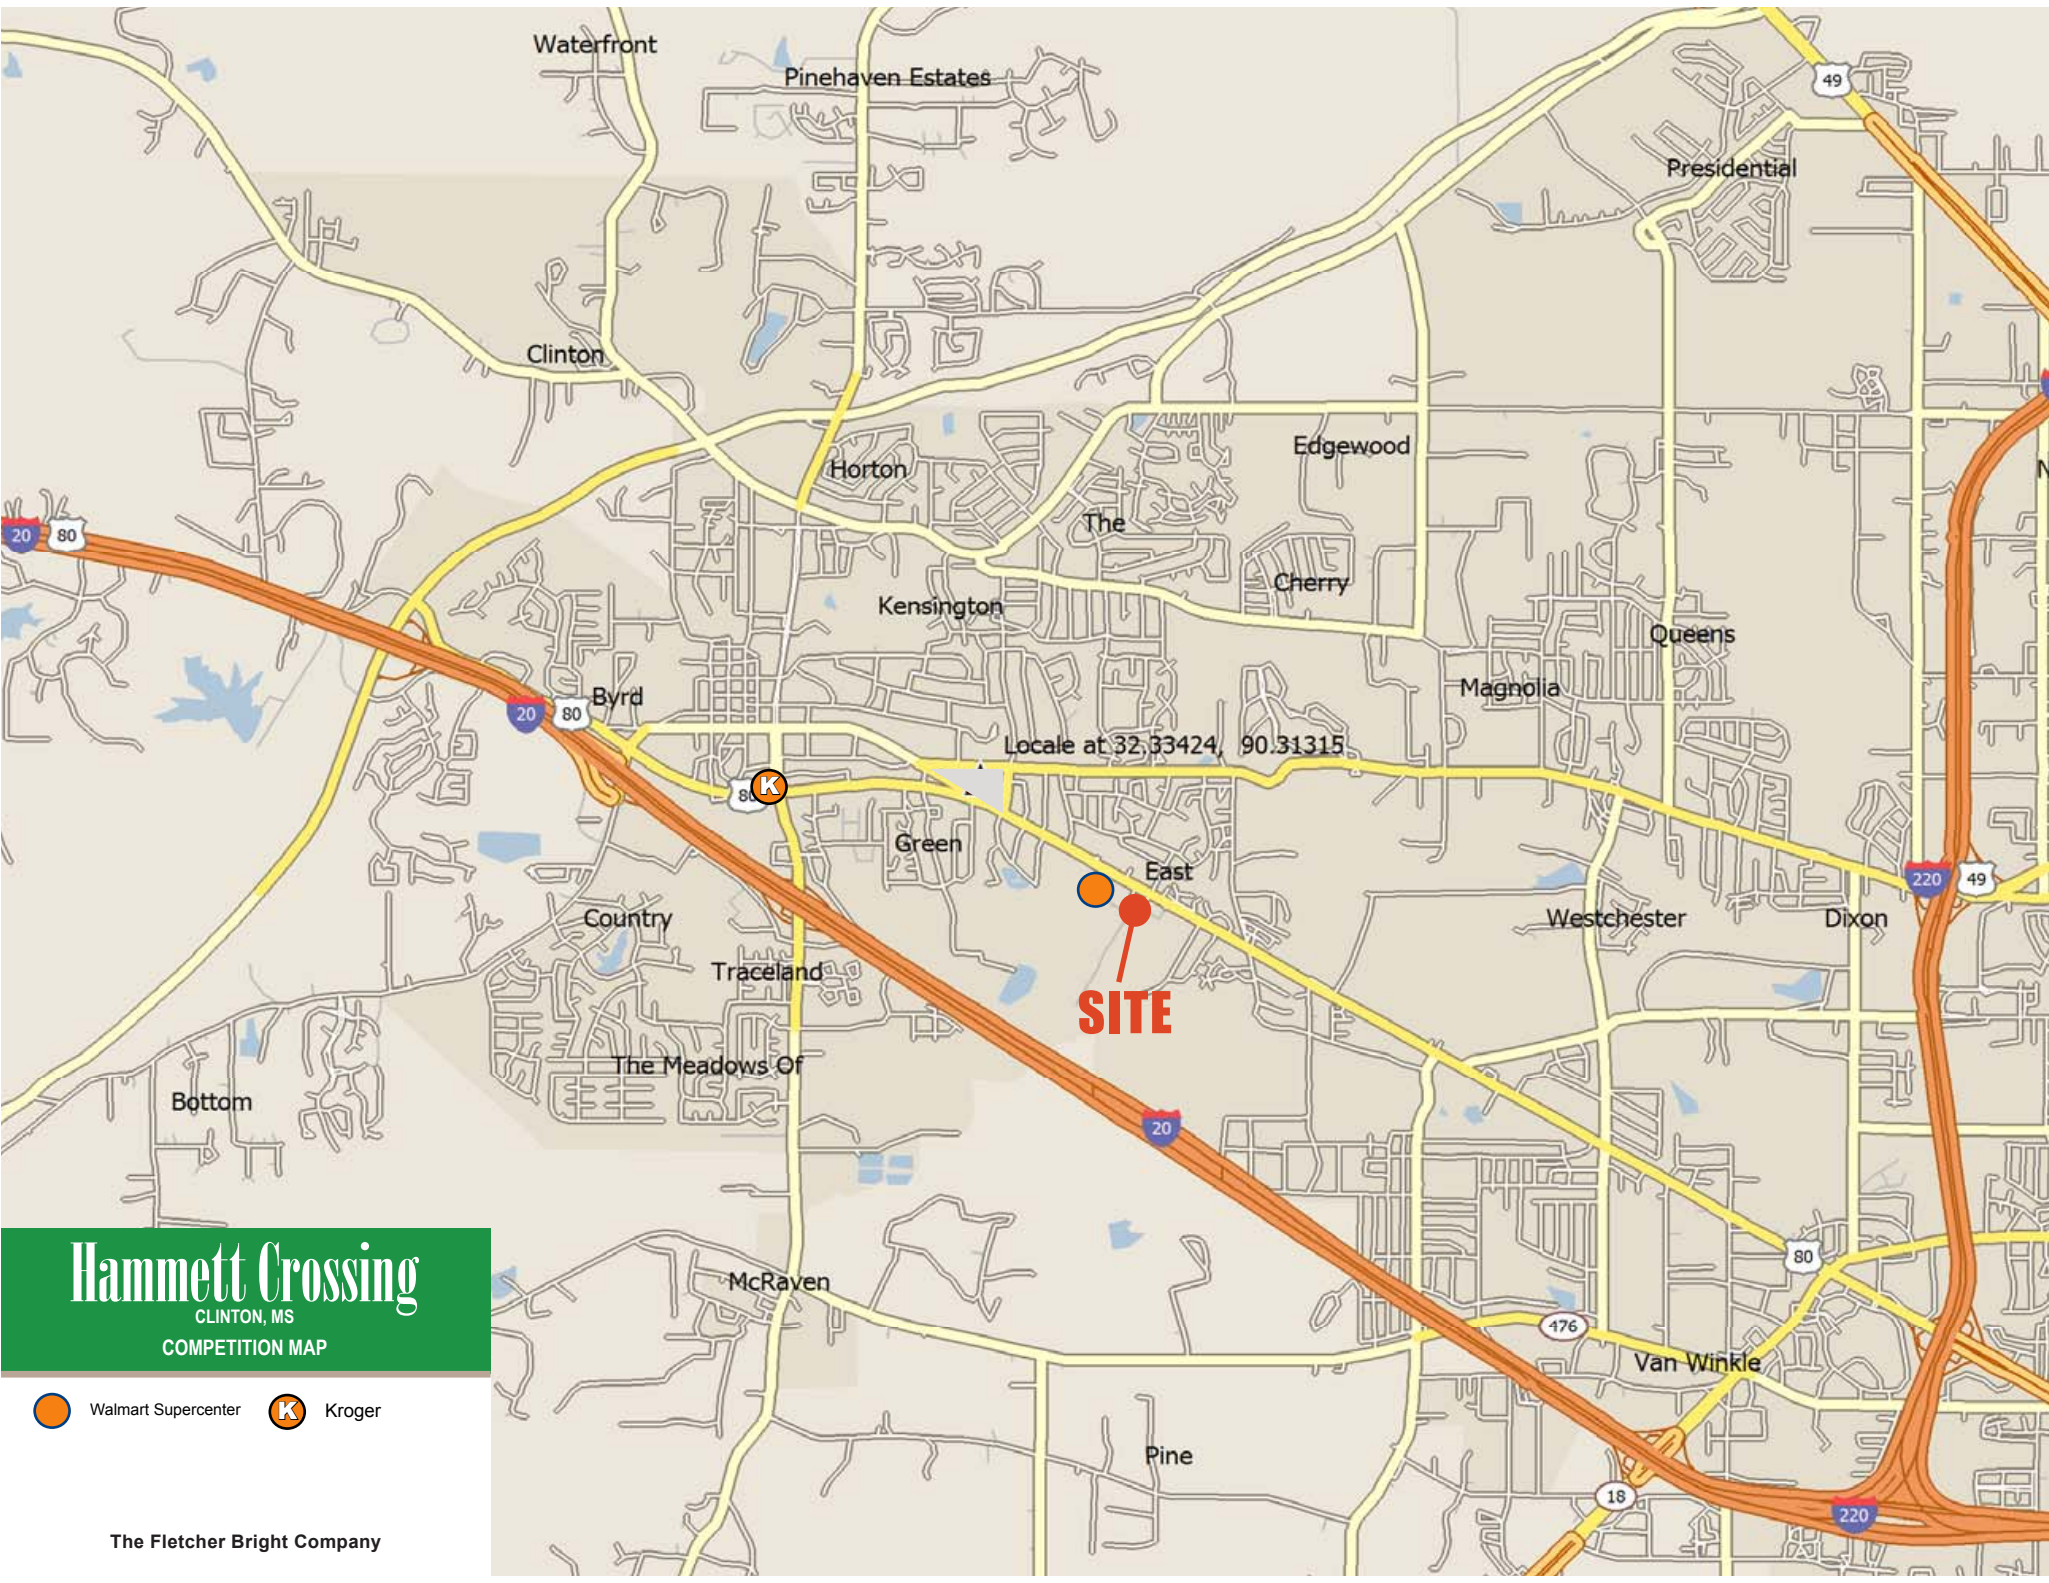 Waterfront
Pinehaven Estates
49
Presidential
Clinton
Edgewood
Horton
The
20 80
Cherry
Kensington
Queens
Magnolia
Byrd
20 80
Locale at 32.33424, 90.31315
80 K
Green
East
220 49
Country
Westchester
Dixon
Traceland
SITE
The Meadows Of
Bottom
20
80
McRaven
476
Van Winkle
Pine
18
220
Hammett Crossing
CLINTON, MS
COMPETITION MAP
Walmart Supercenter K Kroger
The Fletcher Bright Company